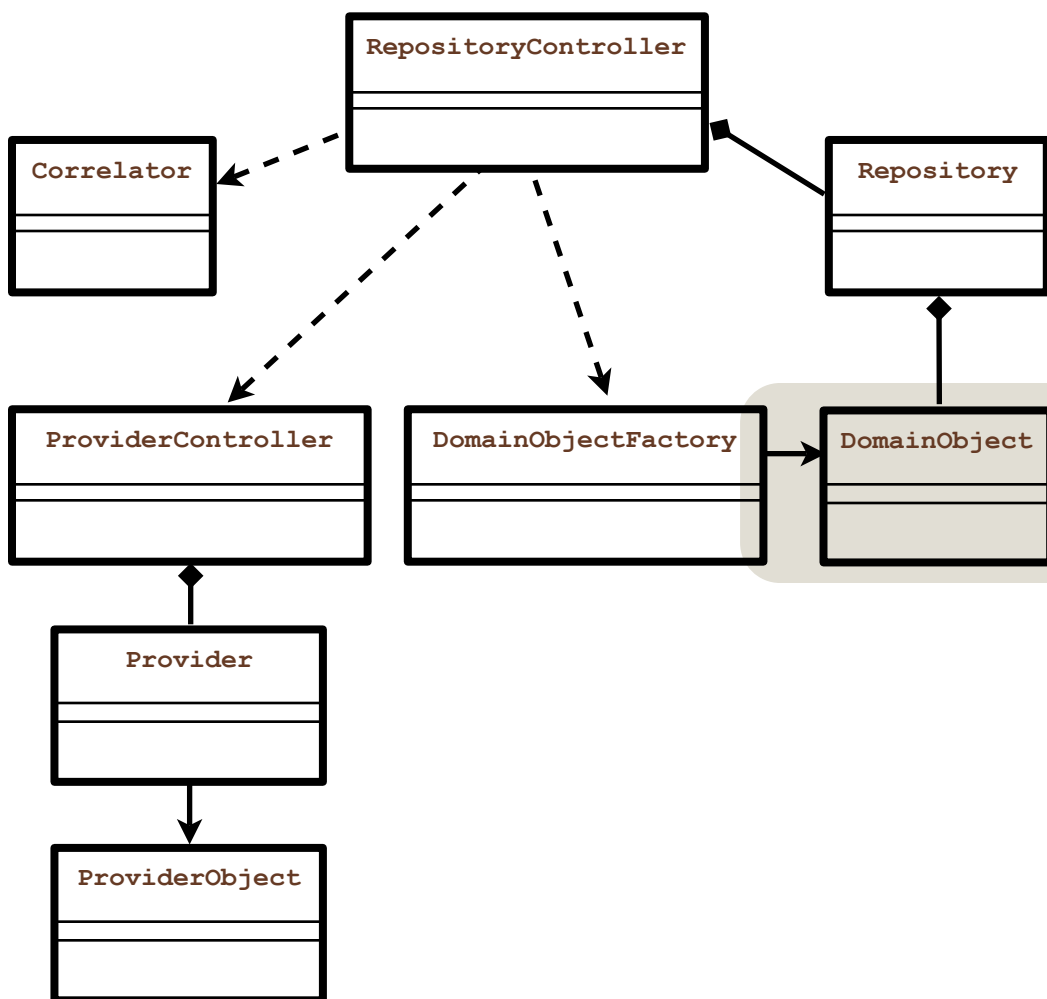 RepositoryController
Correlator
Repository
ProviderController
DomainObjectFactory
DomainObject
Provider
ProviderObject